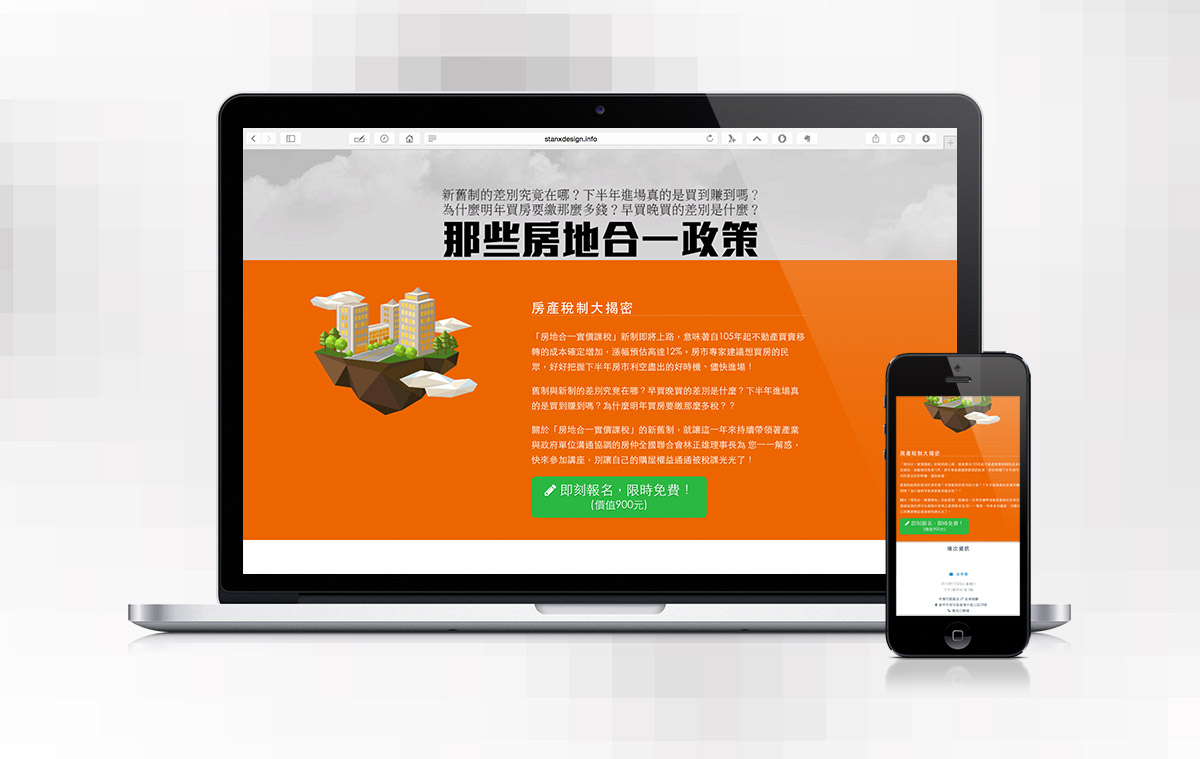 stanxdesign.info
新舊制的差別究竟在哪？下半年進場真的是買到賺到嗎？
為什麼明年買房要繳那麼多錢？早買晚買的差別是什麼？
那些房地合一政策
房產稅制大揭密
「房地合一實價課稅」新制即將上路，意味著自105年起不動產買賣移
轉的成本確定增加，漲幅預估高達12%。房市專家建議想買房的民
眾，好好把握下半年房市利空盡出的好時機、儘快進場！
舊制與新制的差別究竟在哪？早買晚買的差別是什麼？下半年進場真
的是買到賺到嗎？為什麼明年買房要繳那麼多稅？？
關於「房地合一實價課稅」的新舊制，就讓這一年來持續帶領著產業
與政府單位溝通協調的房仲全國聯合會林正雄理事長為 您一一解惑，
快來參加講座，別讓自己的購屋權益通通被稅課光光了！
即刻報名，限時免費！
(價值900元)
房產稅制大揭密
即刻報名，限時免費！
(價值900元)
場次資訊